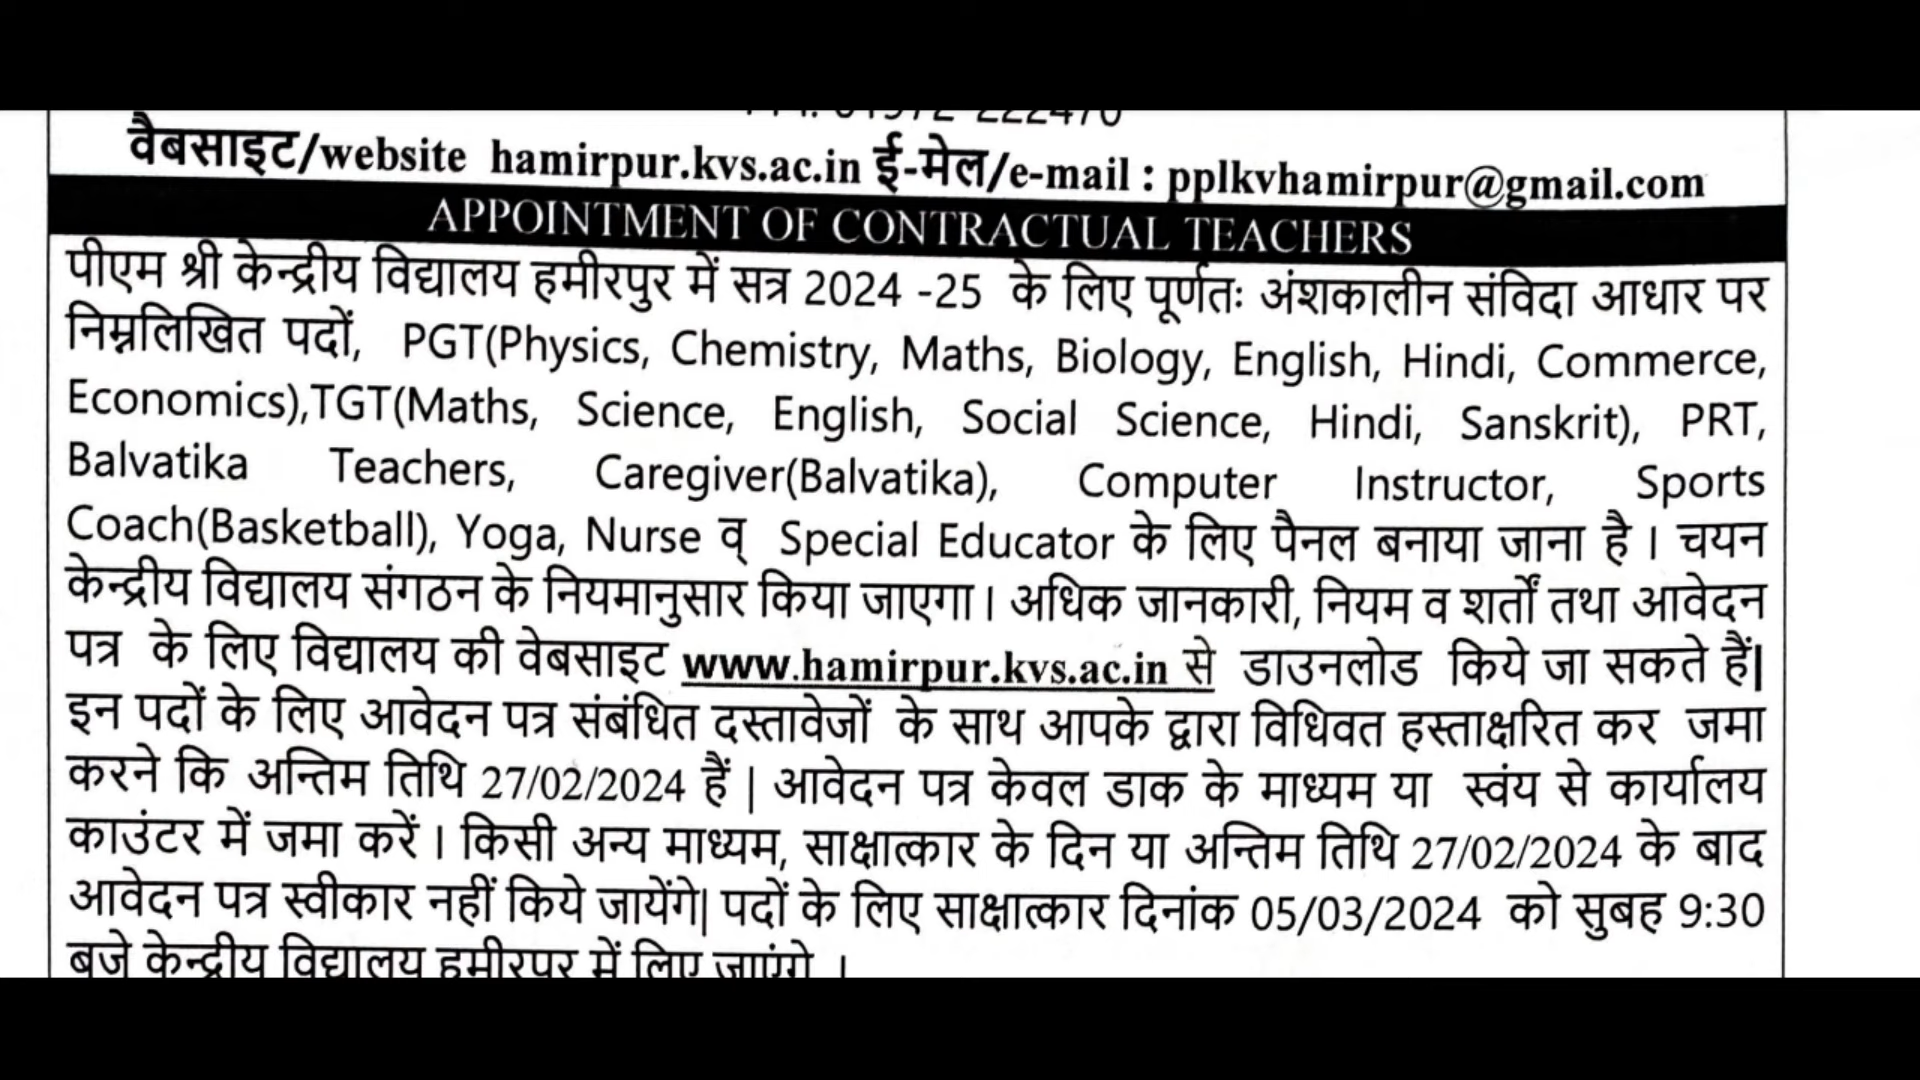 वैबसाइट/website hamirpur.kvs.ac.in ई-मेल/e-mail : pplkvhamirpur@gmail.com
APPOINTMENT OF CONTRACTUAL TEACHERS
पीएम श्री केन्द्रीय विद्यालय हमीरपुर में सत्र 2024 -25 के लिए पूर्णतः अंशकालीन संविदा आधार पर
निम्नलिखित पदों, PGT(Physics, Chemistry, Maths, Biology, English, Hindi, Commerce,
Economics),TGT(Maths, Science, English, Social Science, Hindi, Sanskrit), PRT,
Balvatika Teachers, Caregiver(Balvatika), Computer Instructor, Sports
Coach(Basketball), Yoga, Nurse व् Special Educator के लिए पैनल बनाया जाना है । चयन
केन्द्रीय विद्यालय संगठन के नियमानुसार किया जाएगा । अधिक जानकारी, नियम व शर्तों तथा आवेदन
पत्र के लिए विद्यालय की वेबसाइट www.hamirpur.kvs.ac.in से डाउनलोड किये जा सकते हैं|
इन पदों के लिए आवेदन पत्र संबंधित दस्तावेजों के साथ आपके द्वारा विधिवत हस्ताक्षरित कर जमा
करने कि अन्तिम तिथि 27/02/2024 हैं | आवेदन पत्र केवल डाक के माध्यम या स्वंय से कार्यालय
काउंटर में जमा करें । किसी अन्य माध्यम, साक्षात्कार के दिन या अन्तिम तिथि 27/02/2024 के बाद
आवेदन पत्र स्वीकार नहीं किये जायेंगे| पदों के लिए साक्षात्कार दिनांक 05/03/2024 को सुबह 9:30
बजे केन्द्रीय विद्यालय हमीरपुर में लिए जाएंगे ।